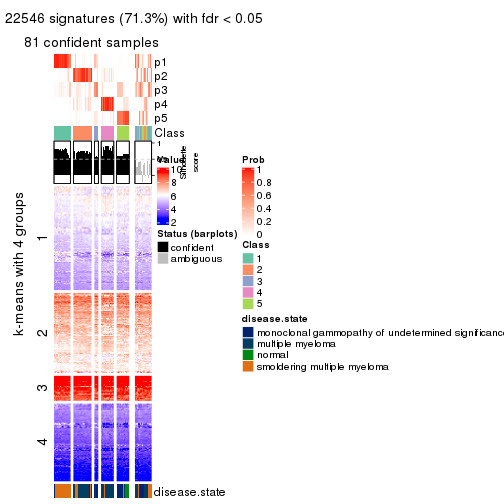 22546 signatures (71.3%) with fdr < 0.05
81 confident samples
p1
p2
p3
p4
p5
Class
1
Silhouette
score
Value
10
8
6
4
2
Prob
1
0.8
0.6
0.4
0.2
0
Status (barplots)
confident
ambiguous
Class
1
2
3
4
5
disease.state
monoclonal gammopathy of undetermined significance
multiple myeloma
normal
smoldering multiple myeloma
k-means with 4 groups
1
2
3
4
disease.state